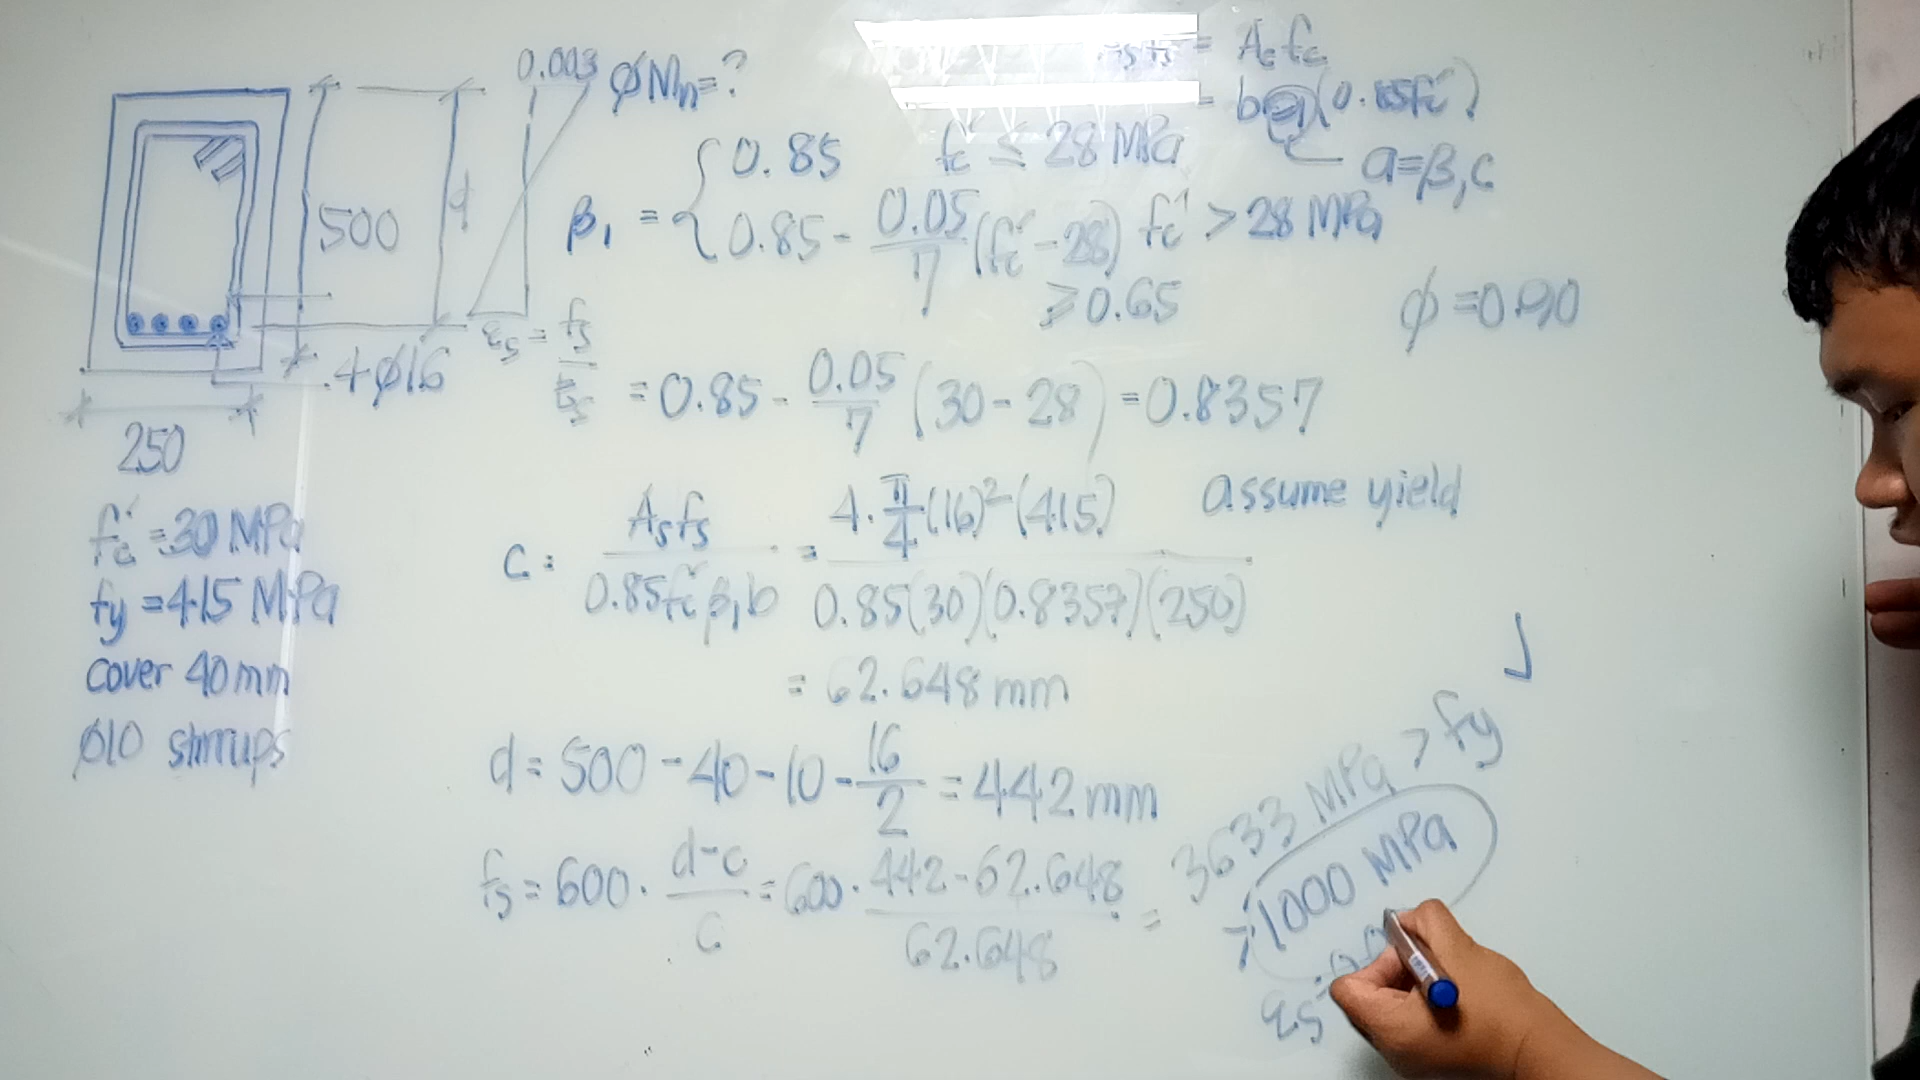 0.003
ϕMn=?
Asfs = Ac fc
= ba(0.85fc')
a=β1c
500
d
4ϕ16
250
fc' = 30 MPa
fy = 415 MPa
cover 40mm
ϕ10 stirrups
εs = fs/Es
β1 = { 0.85 fc' ≤ 28 MPa
0.85 - 0.05/7 (fc' - 28) fc' > 28 MPa
≥ 0.65
ϕ = 0.90
= 0.85 - 0.05/7 (30 - 28) = 0.8357
c = Asfs / 0.85fc'β1b = 4·π/4(16)²(415) / 0.85(30)(0.8357)(250)
assume yield
= 62.648 mm
d = 500 - 40 - 10 - 16/2 = 442 mm
fs = 600 · d-c/c = 600 · 442-62.648 / 62.648 = 3633 MPa > fy
> 1000 MPa
εs =